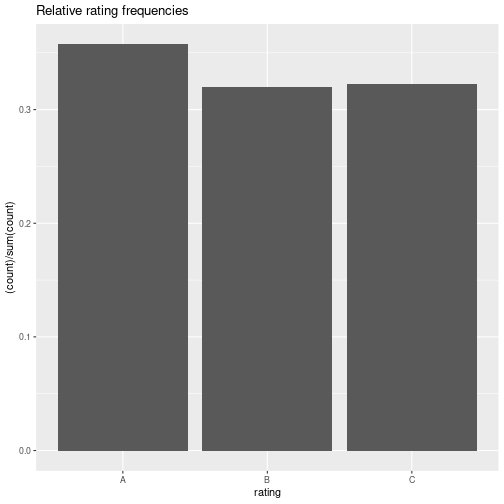 Relative rating frequencies
(count)/sum(count)
0.3
0.2
0.1
0.0
A B C
rating